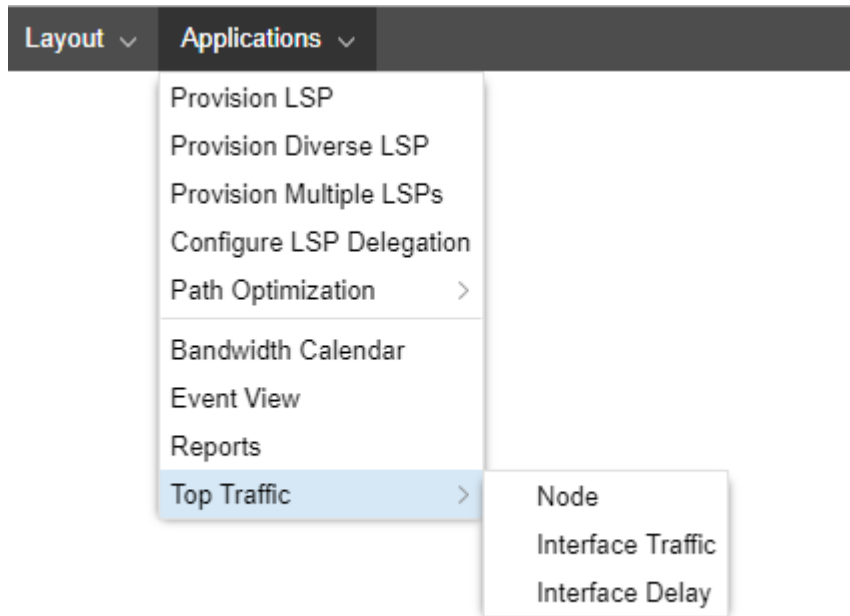 Layout Applications
Provision LSP
Provision Diverse LSP
Provision Multiple LSPs
Configure LSP Delegation
Path Optimization
Bandwidth Calendar
Event View
Reports
Top Traffic
Node
Interface Traffic
Interface Delay